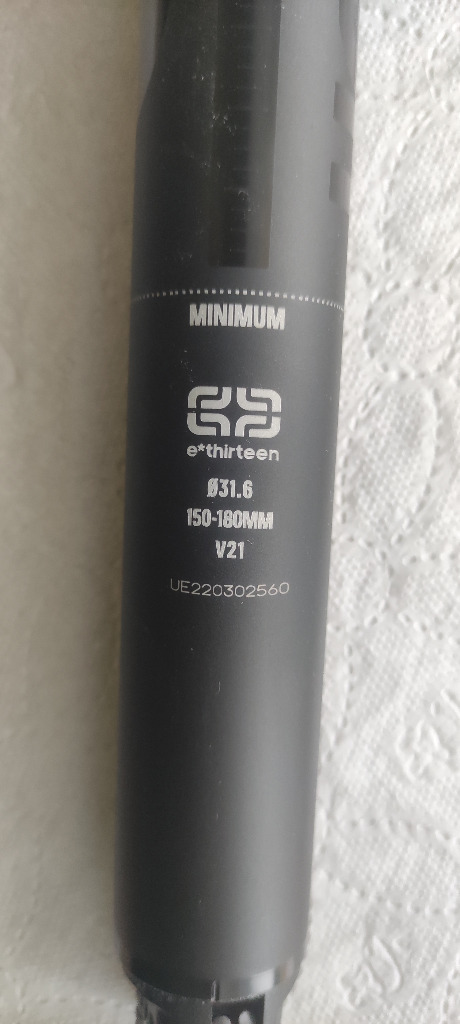 MINIMUM
e*thirteen
Ø31.6
150-180MM
V21
UE220302560